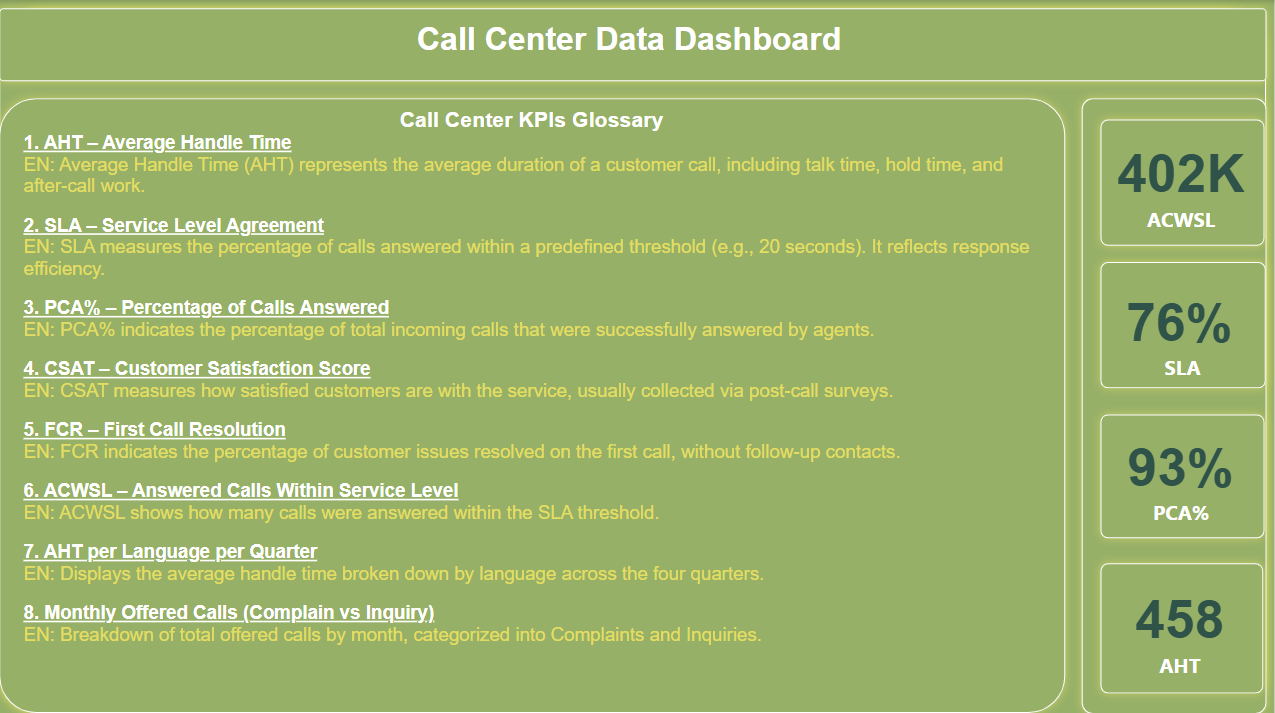 Call Center Data Dashboard
Call Center KPIs Glossary
1. AHT – Average Handle Time
EN: Average Handle Time (AHT) represents the average duration of a customer call, including talk time, hold time, and
after-call work.
2. SLA – Service Level Agreement
EN: SLA measures the percentage of calls answered within a predefined threshold (e.g., 20 seconds). It reflects response
efficiency.
3. PCA% – Percentage of Calls Answered
EN: PCA% indicates the percentage of total incoming calls that were successfully answered by agents.
4. CSAT – Customer Satisfaction Score
EN: CSAT measures how satisfied customers are with the service, usually collected via post-call surveys.
5. FCR – First Call Resolution
EN: FCR indicates the percentage of customer issues resolved on the first call, without follow-up contacts.
6. ACWSL – Answered Calls Within Service Level
EN: ACWSL shows how many calls were answered within the SLA threshold.
7. AHT per Language per Quarter
EN: Displays the average handle time broken down by language across the four quarters.
8. Monthly Offered Calls (Complain vs Inquiry)
EN: Breakdown of total offered calls by month, categorized into Complaints and Inquiries.
402K
ACWSL
76%
SLA
93%
PCA%
458
AHT